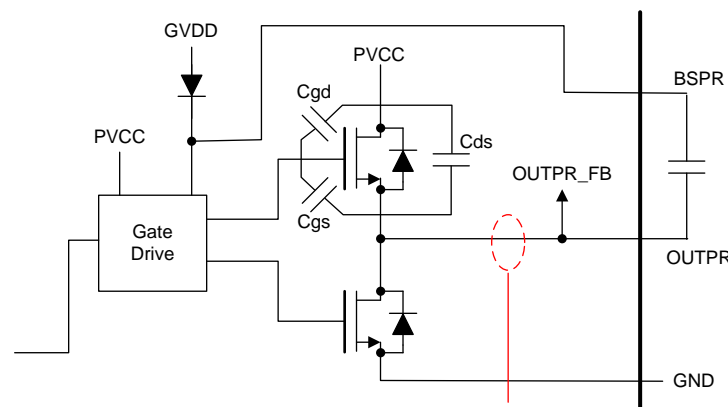 GVDD
PVCC
BSPR
Cgd
PVCC
Cds
OUTPR_FB
Cgs
Gate
Drive
OUTPR
GND